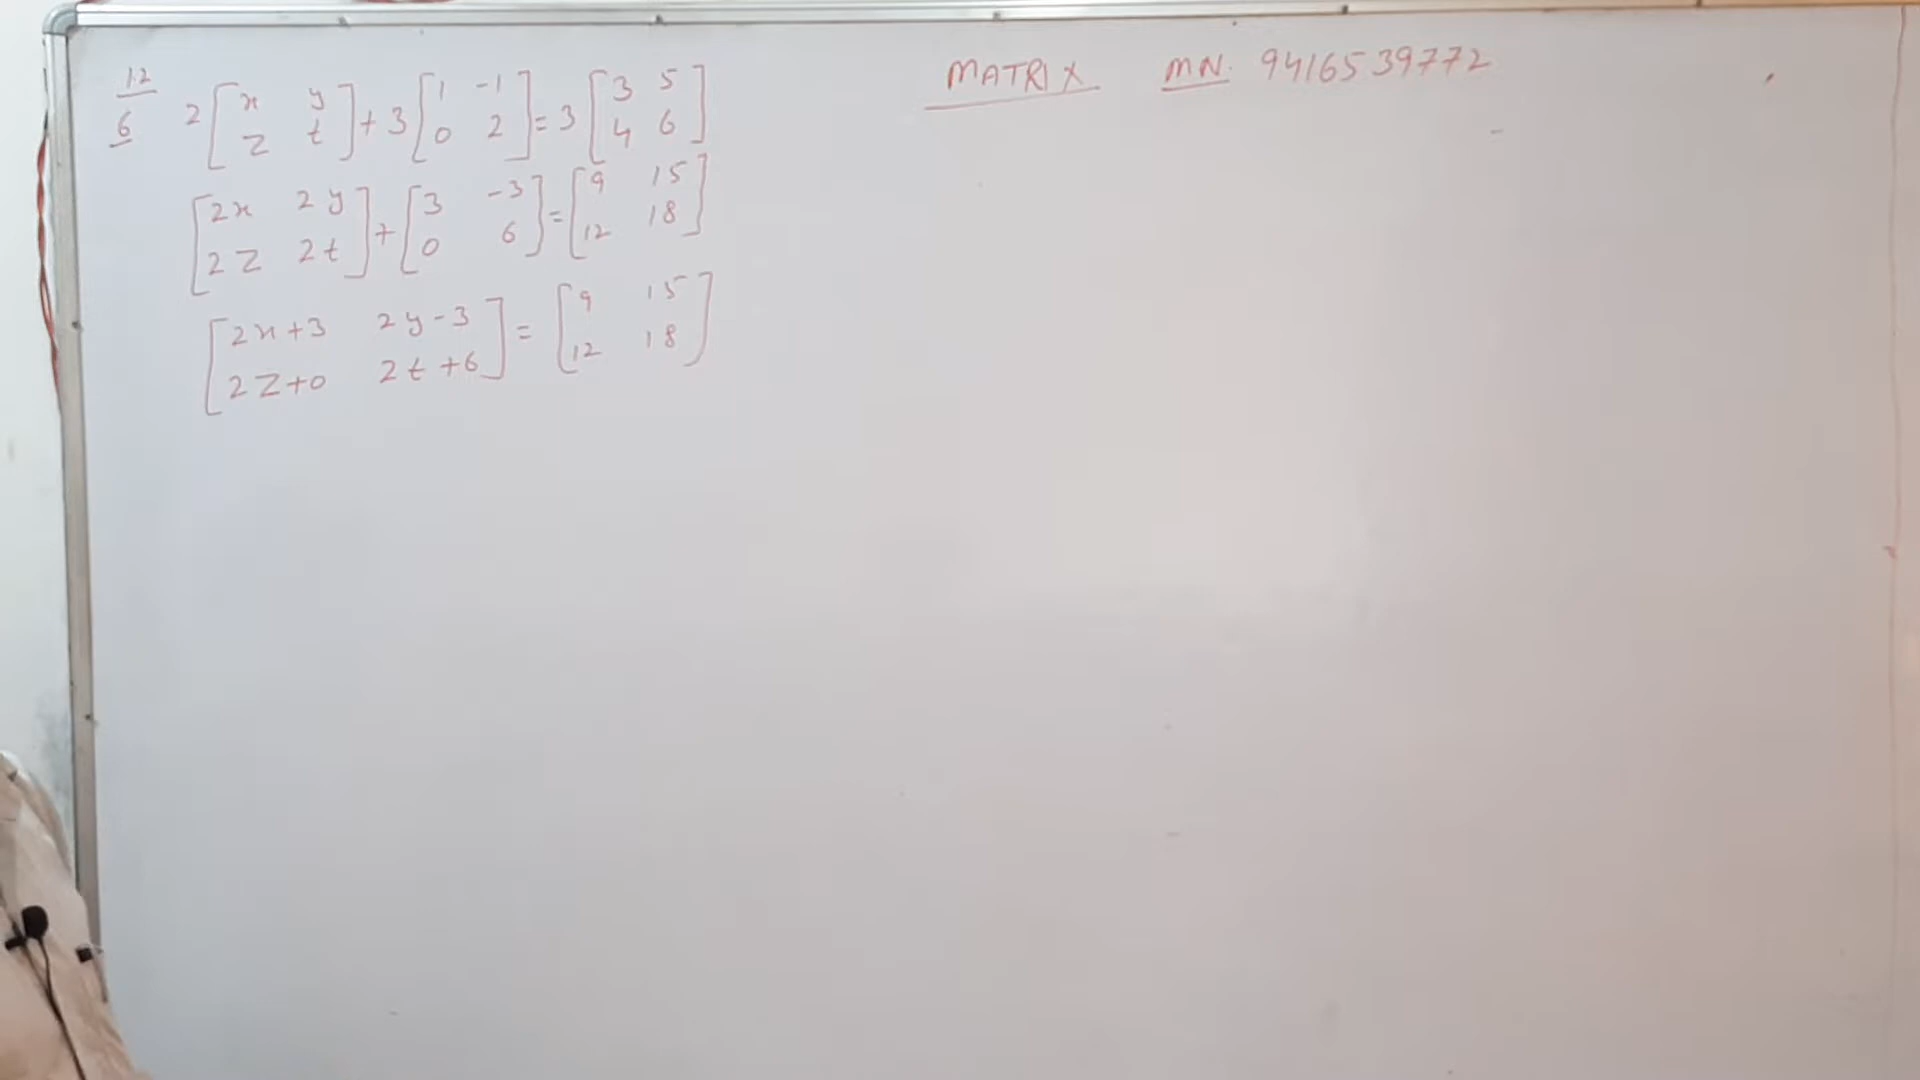 MATRIX MN. 9416539772
12/6 2[x y; z t] + 3[1 -1; 0 2] = 3[3 5; 4 6]
[2x 2y; 2z 2t] + [3 -3; 0 6] = [9 15; 12 18]
[2x+3 2y-3; 2z+0 2t+6] = [9 15; 12 18]